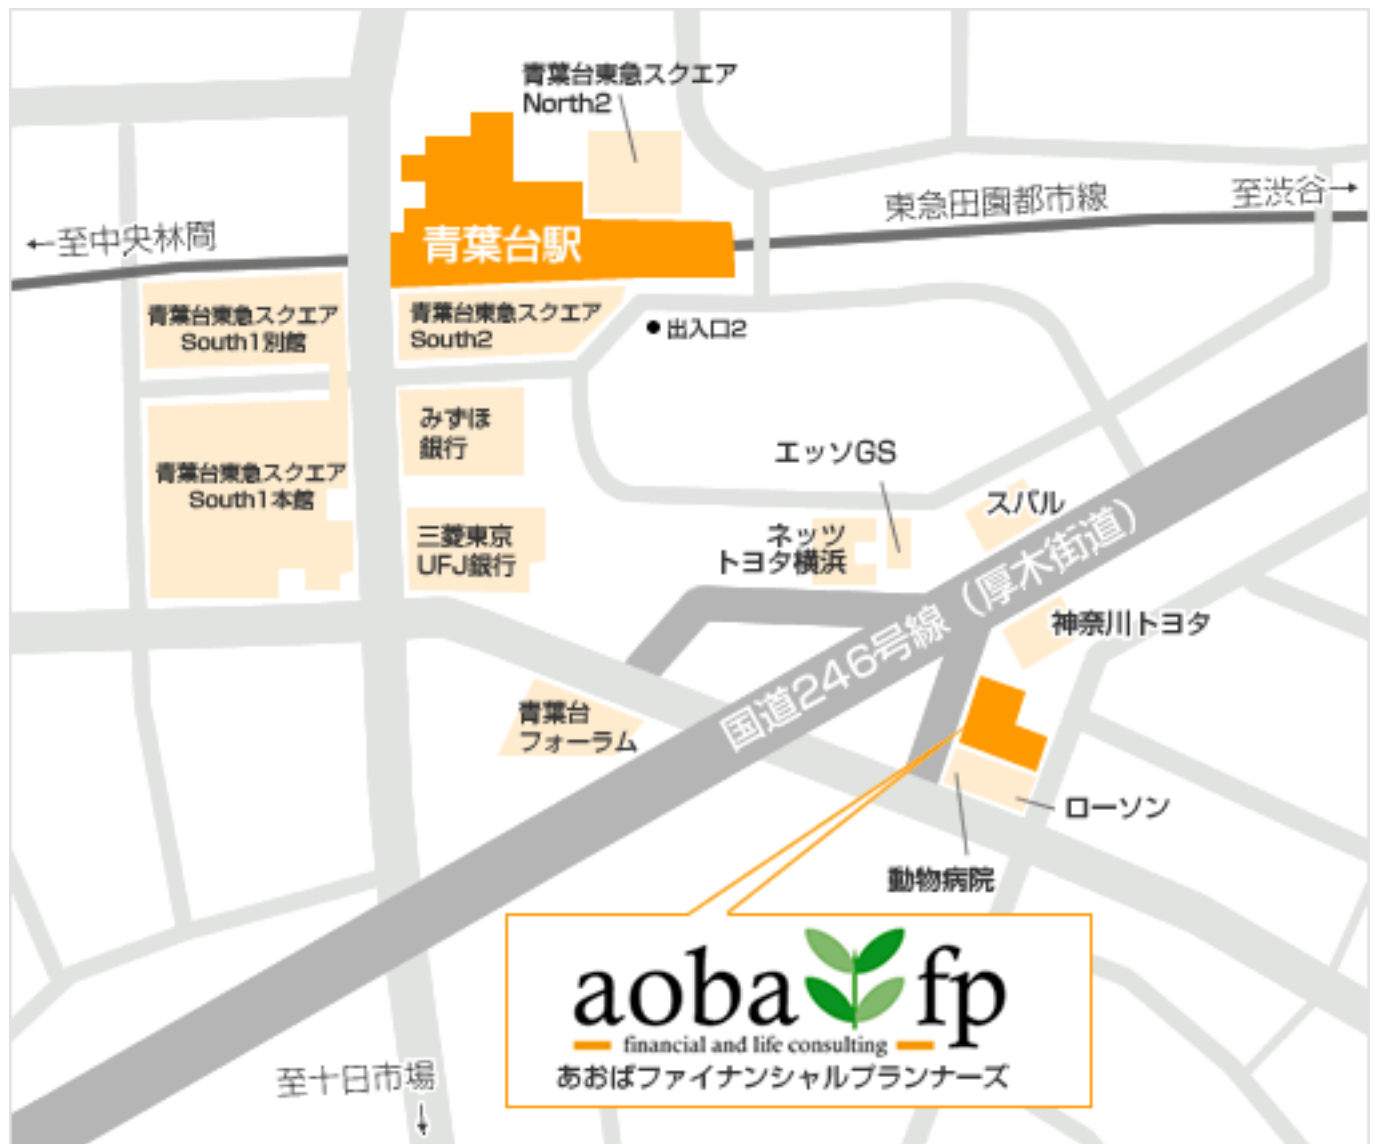 青葉台東急スクエア
North2
東急田園都市線
至渋谷→
←至中央林間
青葉台駅
青葉台東急スクエア
South1別館
青葉台東急スクエア
South2
●出入口2
みずほ
銀行
エッソGS
青葉台東急スクエア
South1本館
スバル
三菱東京
UFJ銀行
ネッツ
トヨタ横浜
国道246号線（厚木街道）
神奈川トヨタ
青葉台
フォーラム
ローソン
動物病院
aoba fp
financial and life consulting
あおばファイナンシャルプランナーズ
至十日市場
↓